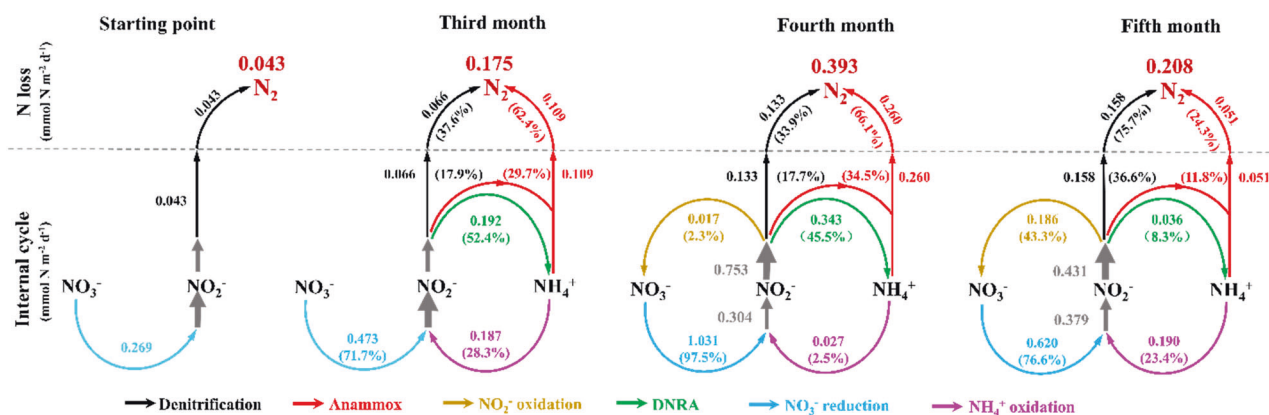 Starting point
Third month
Fourth month
Fifth month
N loss
(mmol N m⁻² d⁻¹)
0.043
N₂
0.043
0.043
0.175
N₂
0.066
(37.6%)
(62.4%)
0.109
0.066
(17.9%)
(29.7%)
0.109
0.393
N₂
0.133
(33.9%)
(66.1%)
0.260
0.133
(17.7%)
(34.5%)
0.260
0.208
N₂
0.158
(75.7%)
(24.3%)
0.051
0.158
(36.6%)
(11.8%)
0.051
Internal cycle
(mmol N m⁻² d⁻¹)
NO₃⁻
NO₂⁻
0.269
0.192
(52.4%)
NO₃⁻
NO₂⁻
NH₄⁺
0.473
(71.7%)
0.187
(28.3%)
0.017
(2.3%)
0.343
(45.5%)
0.753
NO₃⁻
NO₂⁻
NH₄⁺
0.304
1.031
(97.5%)
0.027
(2.5%)
0.186
(43.3%)
0.036
(8.3%)
0.431
NO₃⁻
NO₂⁻
NH₄⁺
0.379
0.620
(76.6%)
0.190
(23.4%)
Denitrification
Anammox
NO₂⁻ oxidation
DNRA
NO₃⁻ reduction
NH₄⁺ oxidation